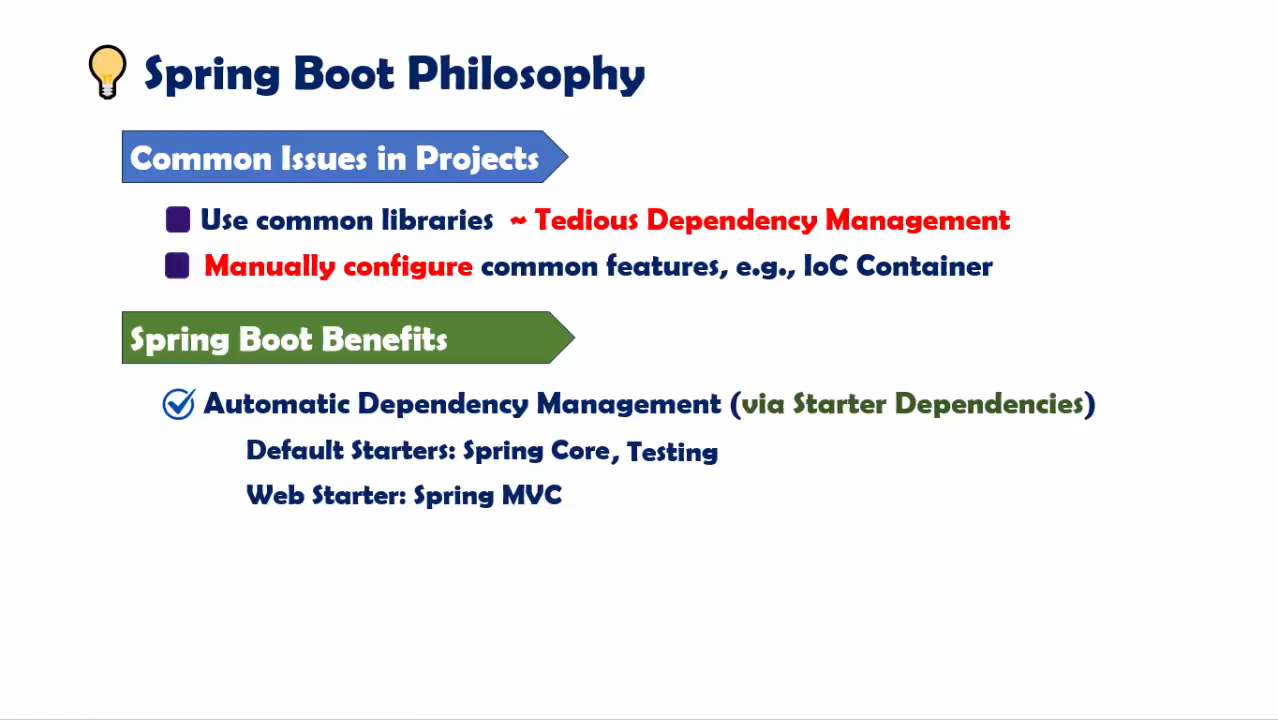 Spring Boot Philosophy
Common Issues in Projects
Use common libraries ~ Tedious Dependency Management
Manually configure common features, e.g., IoC Container
Spring Boot Benefits
Automatic Dependency Management (via Starter Dependencies)
Default Starters: Spring Core, Testing
Web Starter: Spring MVC